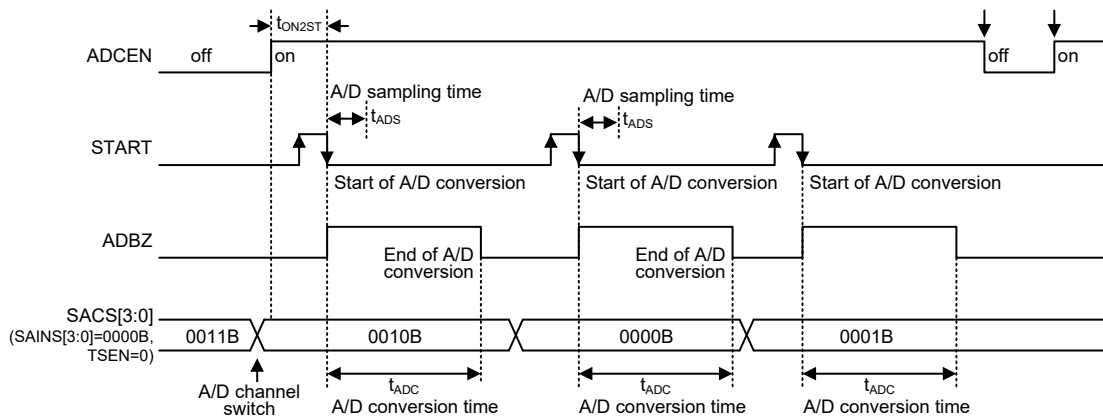 tON2ST
ADCEN
off
on
off
on
A/D sampling time
tADS
A/D sampling time
tADS
START
Start of A/D conversion
Start of A/D conversion
Start of A/D conversion
ADBZ
End of A/D
conversion
End of A/D
conversion
SACS[3:0]
(SAINS[3:0]=0000B,
TSEN=0)
0011B
0010B
0000B
0001B
A/D channel
switch
tADC
A/D conversion time
tADC
A/D conversion time
tADC
A/D conversion time